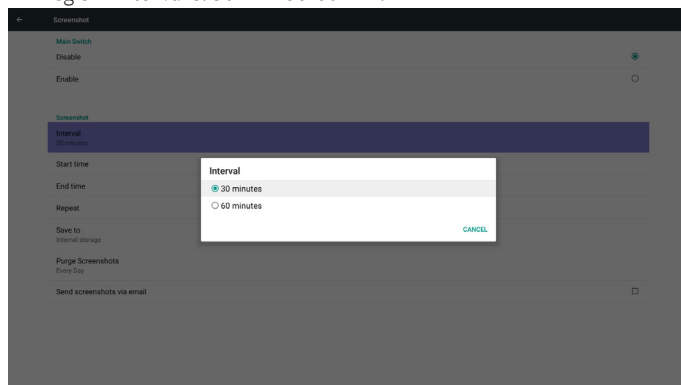 Screenshot
Main Switch
Disable
Enable
Screenshot
Interval
30 minutes
Start time
Interval
30 minutes
End time
60 minutes
Repeat
CANCEL
Save to
Internal storage
Purge Screenshots
Every Day
Send screenshots via email